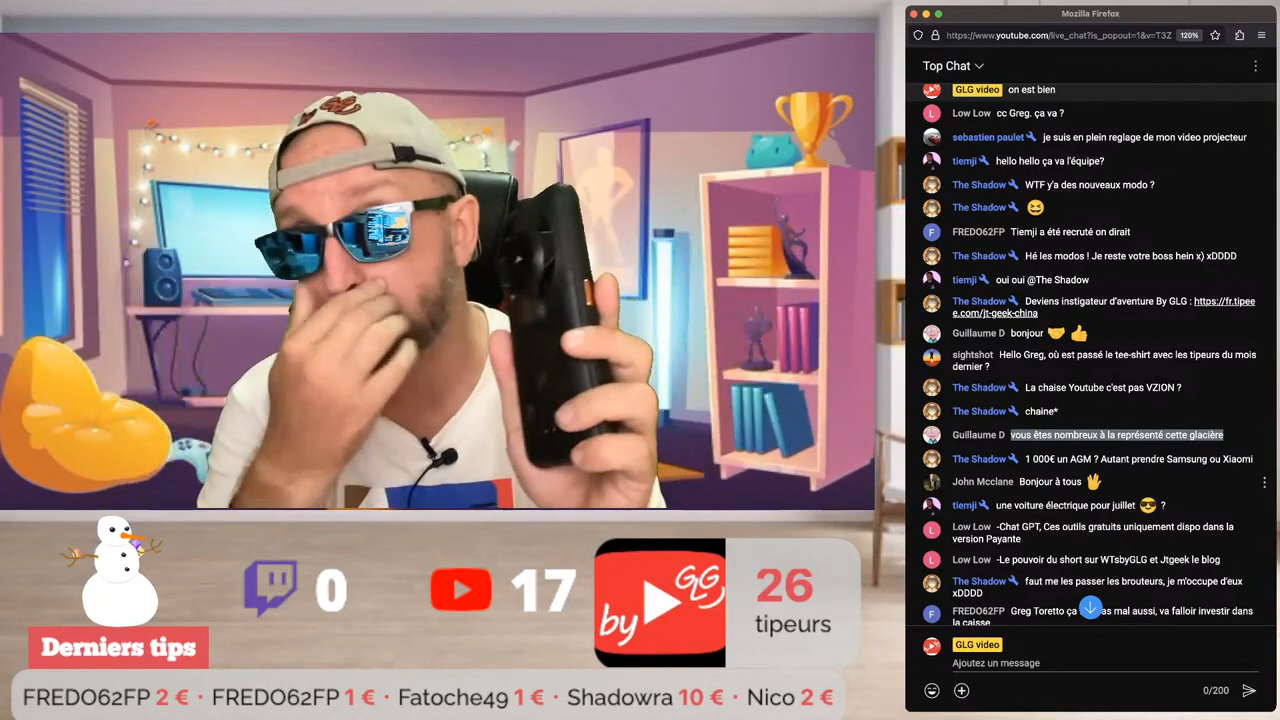 Mozilla Firefox
https://www.youtube.com/live_chat?is_popout=1&v=T3Z 120%
Top Chat
GLG video on est bien
L Low Low cc Greg. ça va ?
sebastien paulet je suis en plein reglage de mon video projecteur
tiemji hello hello ça va l'équipe?
The Shadow WTF y'a des nouveaux modo ?
The Shadow 😆
F FREDO62FP Tiemji a été recruté on dirait
The Shadow Hé les modos ! Je reste votre boss hein x) xDDDD
tiemji oui oui @The Shadow
The Shadow Deviens instigateur d'aventure By GLG : https://fr.tipee
e.com/jt-geek-china
Guillaume D bonjour 🤝 👍
sightshot Hello Greg, où est passé le tee-shirt avec les tipeurs du mois
dernier ?
The Shadow La chaise Youtube c'est pas VZION ?
The Shadow chaine*
Guillaume D vous êtes nombreux à la représenté cette glacière
The Shadow 1 000€ un AGM ? Autant prendre Samsung ou Xiaomi
John Mcclane Bonjour à tous 🖖
tiemji une voiture électrique pour juillet 😎 ?
L Low Low -Chat GPT, Ces outils gratuits uniquement dispo dans la
version Payante
L Low Low -Le pouvoir du short sur WTsbyGLG et Jtgeek le blog
The Shadow faut me les passer les brouteurs, je m'occupe d'eux
xDDDD
F FREDO62FP Greg Toretto ça as mal aussi, va falloir investir dans
la caisse
GLG video
Ajoutez un message
0/200
0
17
by GLG
26
tipeurs
Derniers tips
FREDO62FP 2 € · FREDO62FP 1 € · Fatoche49 1 € · Shadowra 10 € · Nico 2 €